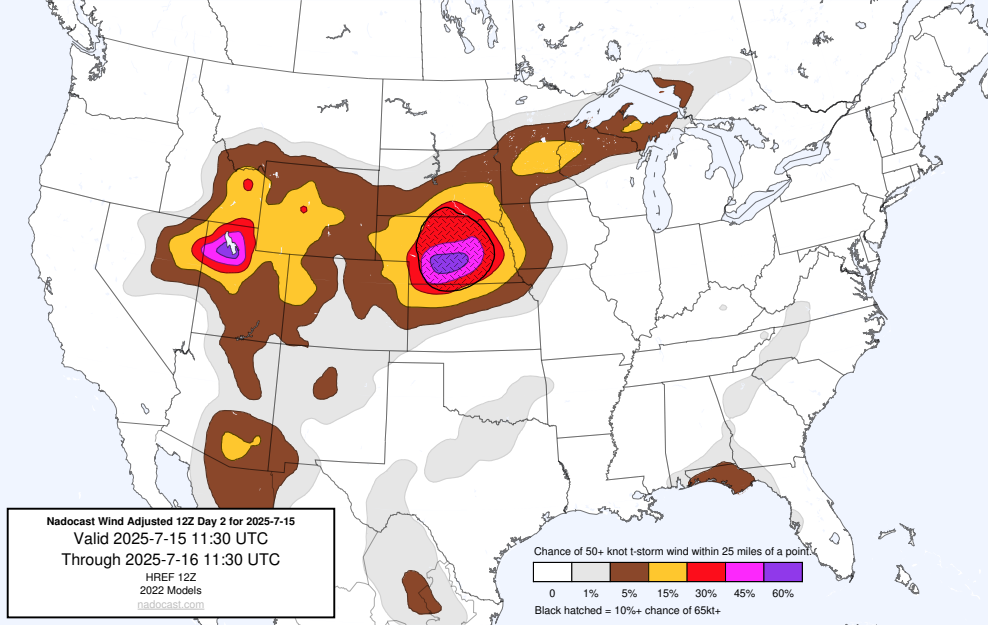 Nadocast Wind Adjusted 12Z Day 2 for 2025-7-15
Valid 2025-7-15 11:30 UTC
Through 2025-7-16 11:30 UTC
HREF 12Z
2022 Models
nadocast.com
Chance of 50+ knot t-storm wind within 25 miles of a point.
0 1% 5% 15% 30% 45% 60%
Black hatched = 10%+ chance of 65kt+